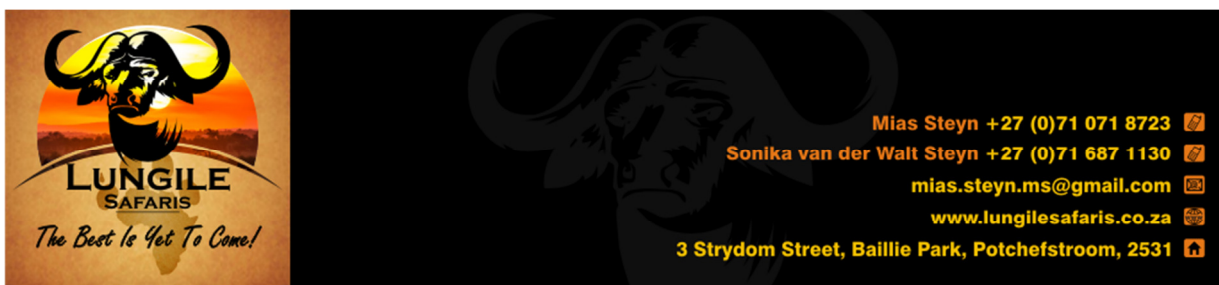 LUNGILE
SAFARIS
The Best Is Yet To Come!
Mias Steyn +27 (0)71 071 8723
Sonika van der Walt Steyn +27 (0)71 687 1130
mias.steyn.ms@gmail.com
www.lungilesafaris.co.za
3 Strydom Street, Baillie Park, Potchefstroom, 2531